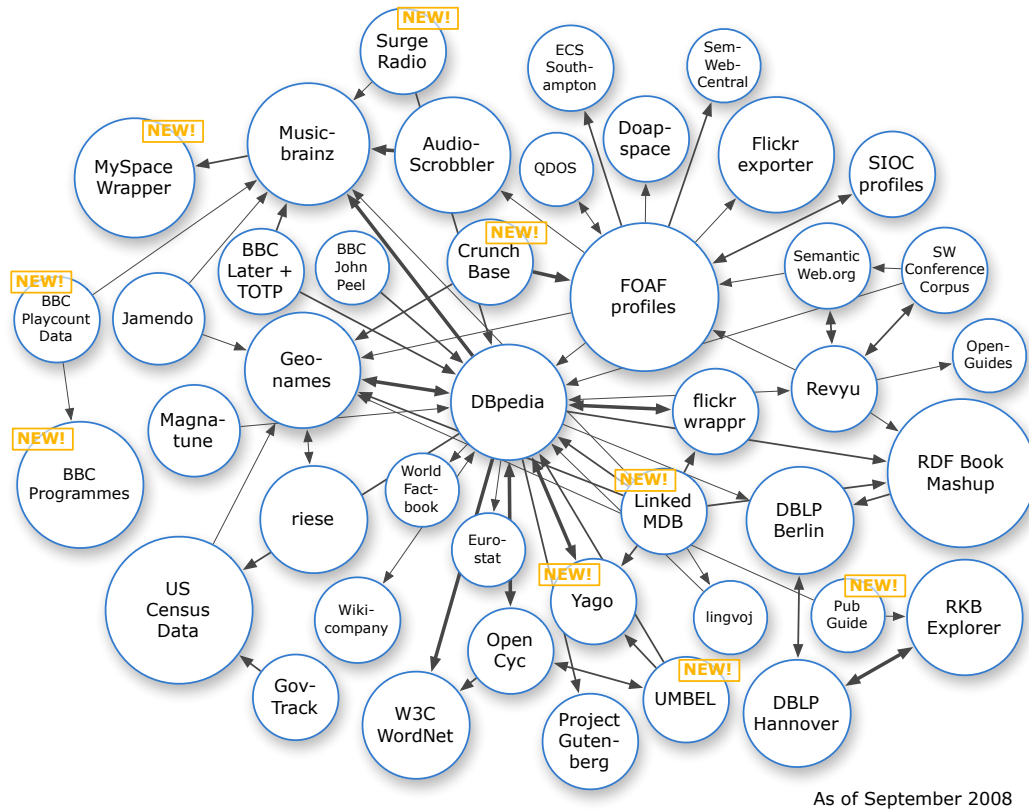 NEW!
Surge
Radio
ECS
South-
ampton
Sem-
Web-
Central
NEW!
MySpace
Wrapper
Music-
brainz
Audio-
Scrobbler
QDOS
Doap-
space
Flickr
exporter
SIOC
profiles
NEW!
BBC
Playcount
Data
Jamendo
BBC
Later +
TOTP
BBC
John
Peel
NEW!
Crunch
Base
FOAF
profiles
Semantic
Web.org
SW
Conference
Corpus
Open-
Guides
Geo-
names
DBpedia
flickr
wrappr
Revyu
Magna-
tune
NEW!
BBC
Programmes
riese
World
Fact-
book
Euro-
stat
NEW!
Linked
MDB
DBLP
Berlin
RDF Book
Mashup
US
Census
Data
Wiki-
company
NEW!
Yago
lingvoj
NEW!
Pub
Guide
RKB
Explorer
Gov-
Track
Open
Cyc
W3C
WordNet
Project
Guten-
berg
NEW!
UMBEL
DBLP
Hannover
As of September 2008